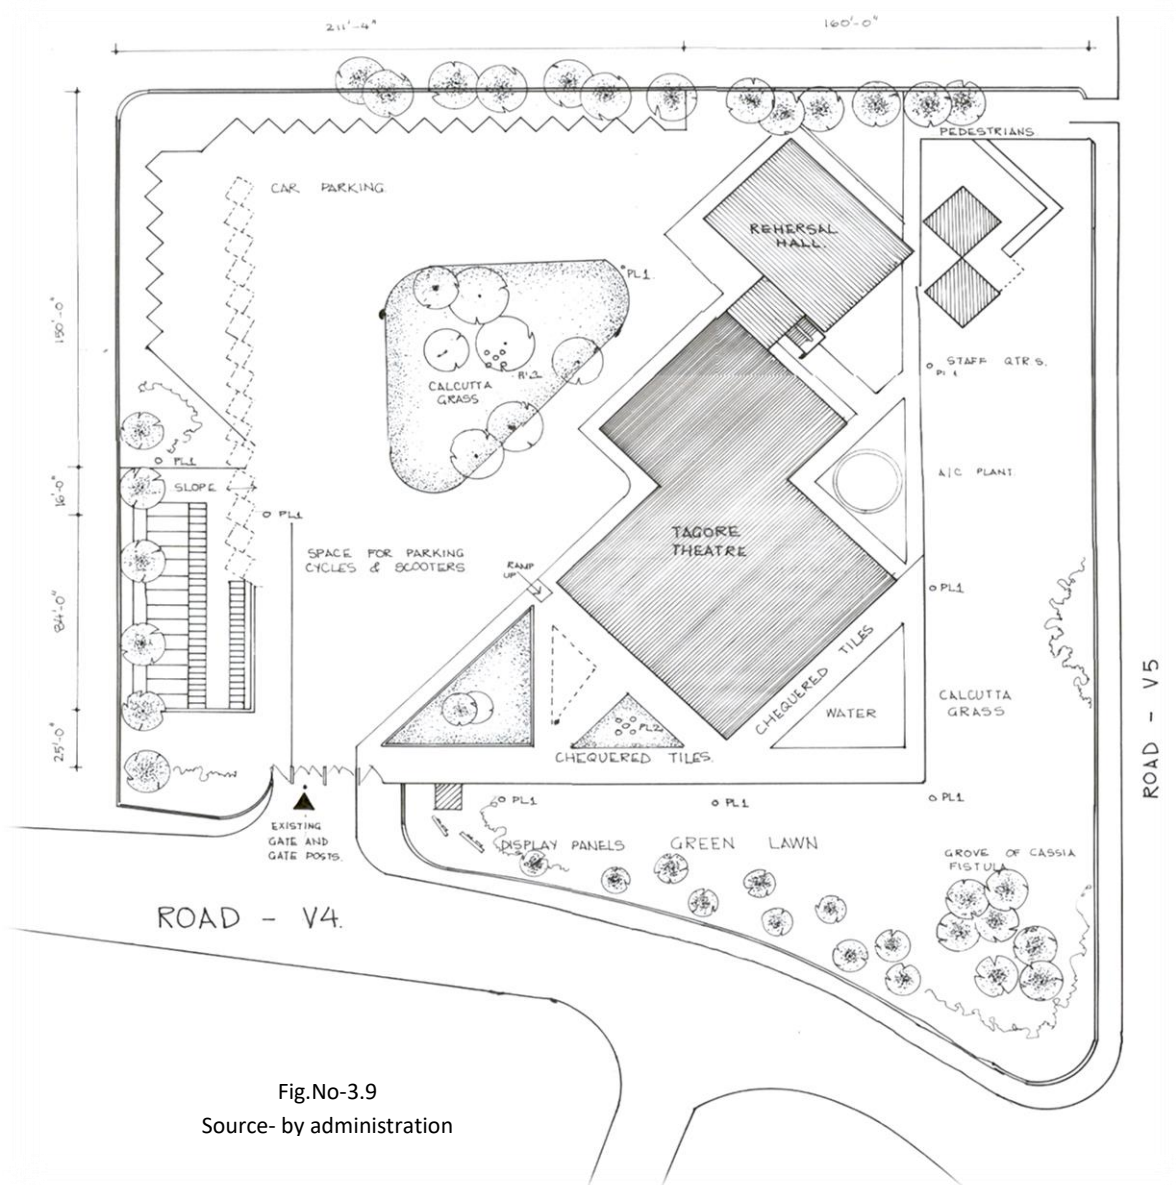 211'-4"
160'-0"
PEDESTRIANS
CAR PARKING
REHERSAL
HALL.
PL1
150'-0"
CALCUTTA
GRASS
STAFF QTRS.
PL1
PL1
SLOPE
16'-0"
PL1
A/C PLANT
TAGORE
THEATRE
SPACE FOR PARKING
CYCLES & SCOOTERS
RAMP
UP
PL1
84'-0"
CHEQUERED TILES
WATER
CALCUTTA
GRASS
ROAD - V5
PL2
25'-0"
CHEQUERED TILES.
PL1
PL1
PL1
EXISTING
GATE AND
GATE POSTS.
DISPLAY PANELS
GREEN LAWN
GROVE OF CASSIA
FISTULA
ROAD - V4.
Fig.No-3.9
Source- by administration